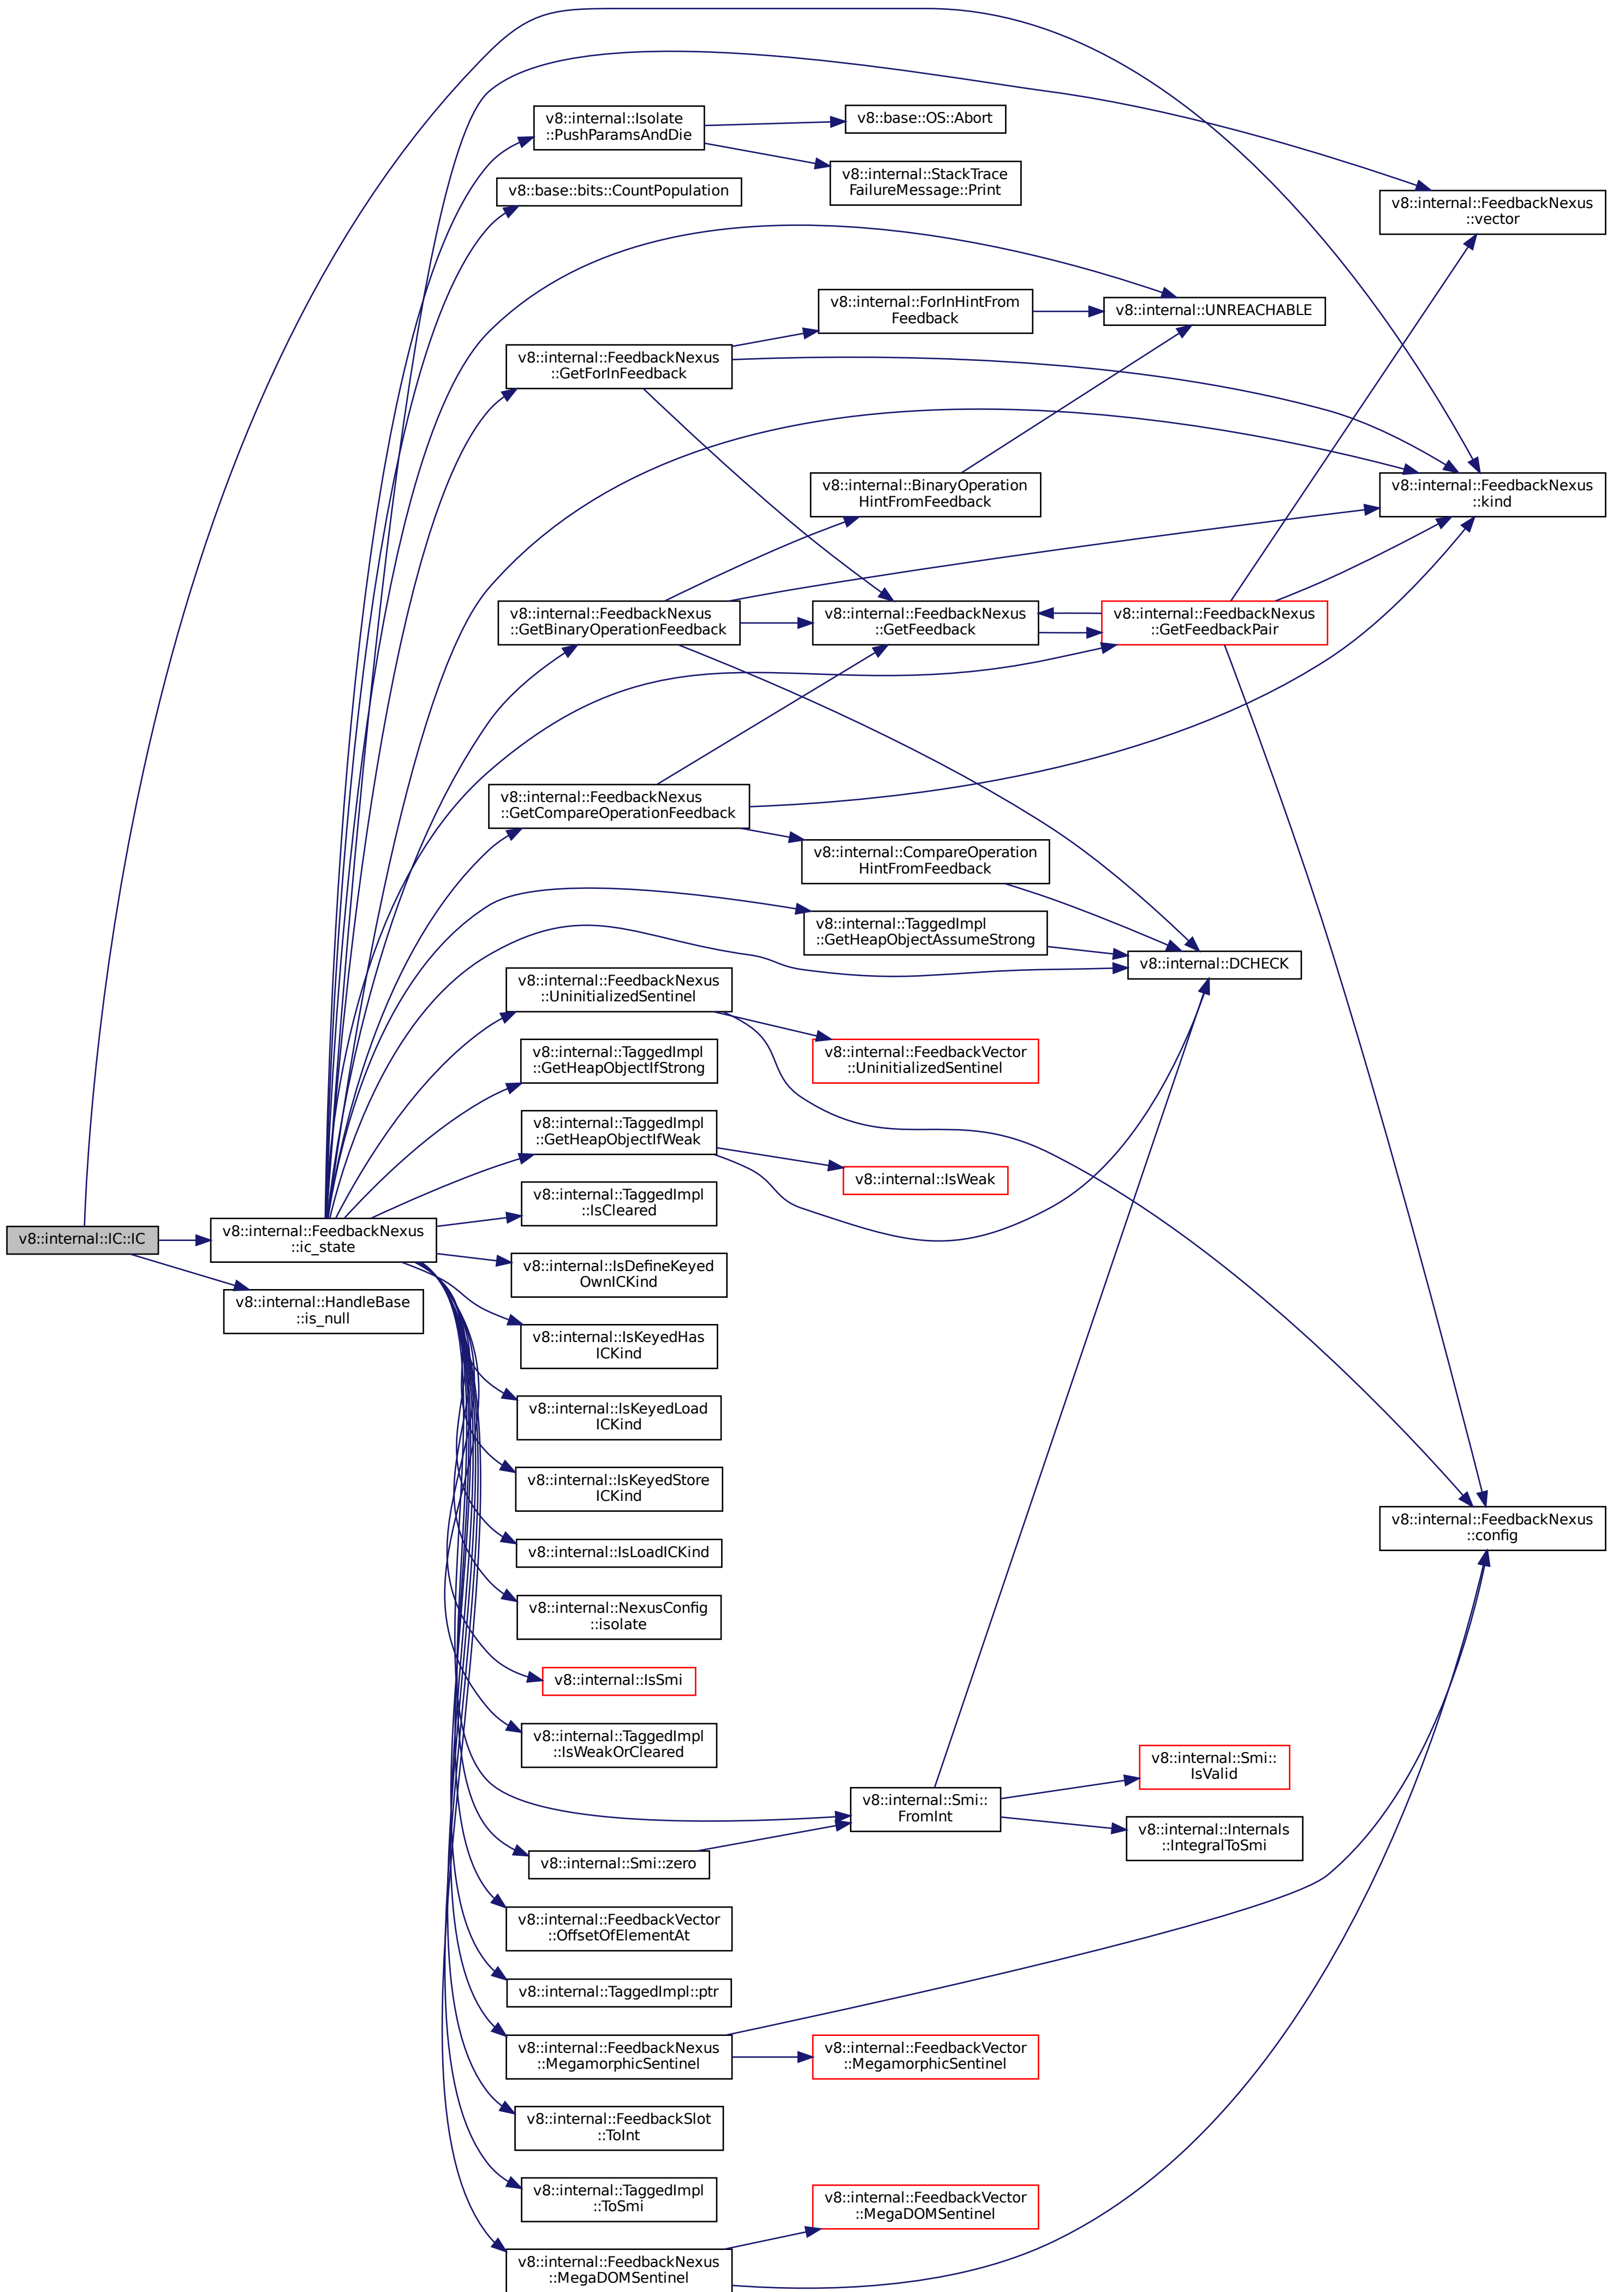 v8::internal::Isolate
::PushParamsAndDie
v8::base::OS::Abort
v8::internal::StackTrace
FailureMessage::Print
v8::base::bits::CountPopulation
v8::internal::FeedbackNexus
::vector
v8::internal::ForInHintFrom
Feedback
v8::internal::UNREACHABLE
v8::internal::FeedbackNexus
::GetForInFeedback
v8::internal::BinaryOperation
HintFromFeedback
v8::internal::FeedbackNexus
::kind
v8::internal::FeedbackNexus
::GetBinaryOperationFeedback
v8::internal::FeedbackNexus
::GetFeedback
v8::internal::FeedbackNexus
::GetFeedbackPair
v8::internal::FeedbackNexus
::GetCompareOperationFeedback
v8::internal::CompareOperation
HintFromFeedback
v8::internal::TaggedImpl
::GetHeapObjectAssumeStrong
v8::internal::DCHECK
v8::internal::FeedbackNexus
::UninitializedSentinel
v8::internal::TaggedImpl
::GetHeapObjectIfStrong
v8::internal::FeedbackVector
::UninitializedSentinel
v8::internal::TaggedImpl
::GetHeapObjectIfWeak
v8::internal::IsWeak
v8::internal::TaggedImpl
::IsCleared
v8::internal::IC::IC
v8::internal::FeedbackNexus
::ic_state
v8::internal::IsDefineKeyed
OwnICKind
v8::internal::HandleBase
::is_null
v8::internal::IsKeyedHas
ICKind
v8::internal::IsKeyedLoad
ICKind
v8::internal::IsKeyedStore
ICKind
v8::internal::FeedbackNexus
::config
v8::internal::IsLoadICKind
v8::internal::NexusConfig
::isolate
v8::internal::IsSmi
v8::internal::TaggedImpl
::IsWeakOrCleared
v8::internal::Smi::
IsValid
v8::internal::Smi::
FromInt
v8::internal::Internals
::IntegralToSmi
v8::internal::Smi::zero
v8::internal::FeedbackVector
::OffsetOfElementAt
v8::internal::TaggedImpl::ptr
v8::internal::FeedbackNexus
::MegamorphicSentinel
v8::internal::FeedbackVector
::MegamorphicSentinel
v8::internal::FeedbackSlot
::ToInt
v8::internal::TaggedImpl
::ToSmi
v8::internal::FeedbackVector
::MegaDOMSentinel
v8::internal::FeedbackNexus
::MegaDOMSentinel